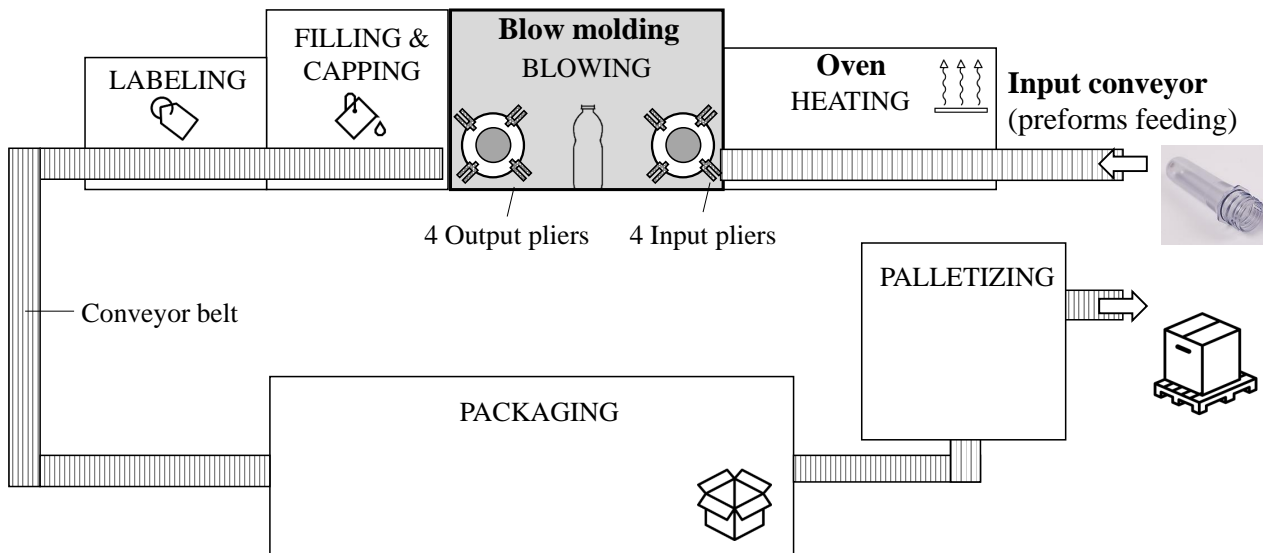 LABELING
FILLING &
CAPPING
Blow molding
BLOWING
Oven
HEATING
Input conveyor
(preforms feeding)
4 Output pliers
4 Input pliers
PALLETIZING
Conveyor belt
PACKAGING